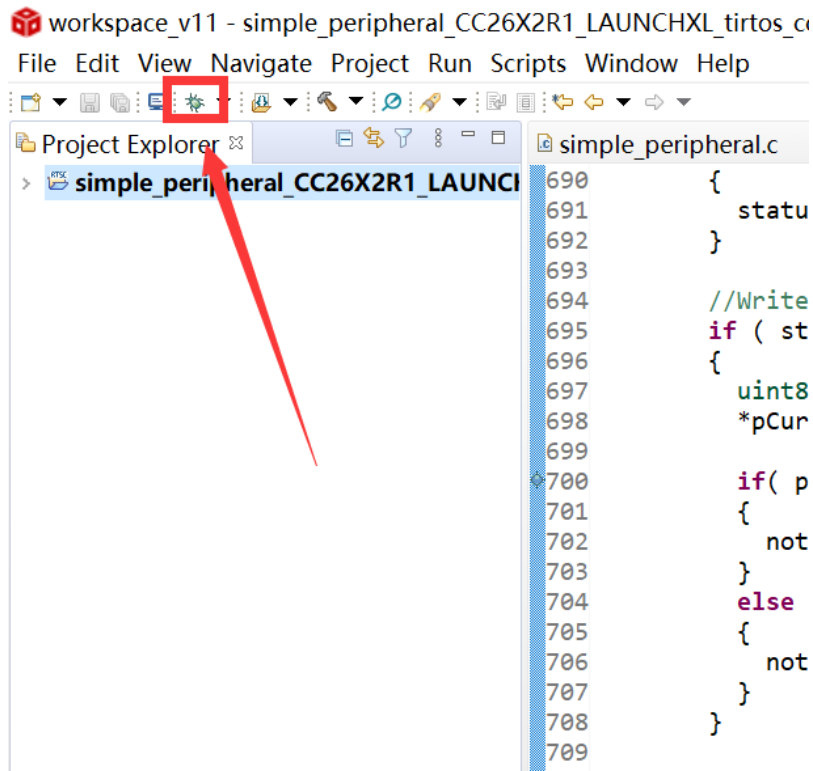 workspace_v11 - simple_peripheral_CC26X2R1_LAUNCHXL_tirtos_cc
File Edit View Navigate Project Run Scripts Window Help
Project Explorer
simple_peripheral.c
simple_peripheral_CC26X2R1_LAUNCH
690 {
691 statu
692 }
693
694 //Write
695 if ( st
696 {
697 uint8
698 *pCur
699
700 if( p
701 {
702 not
703 }
704 else
705 {
706 not
707 }
708 }
709